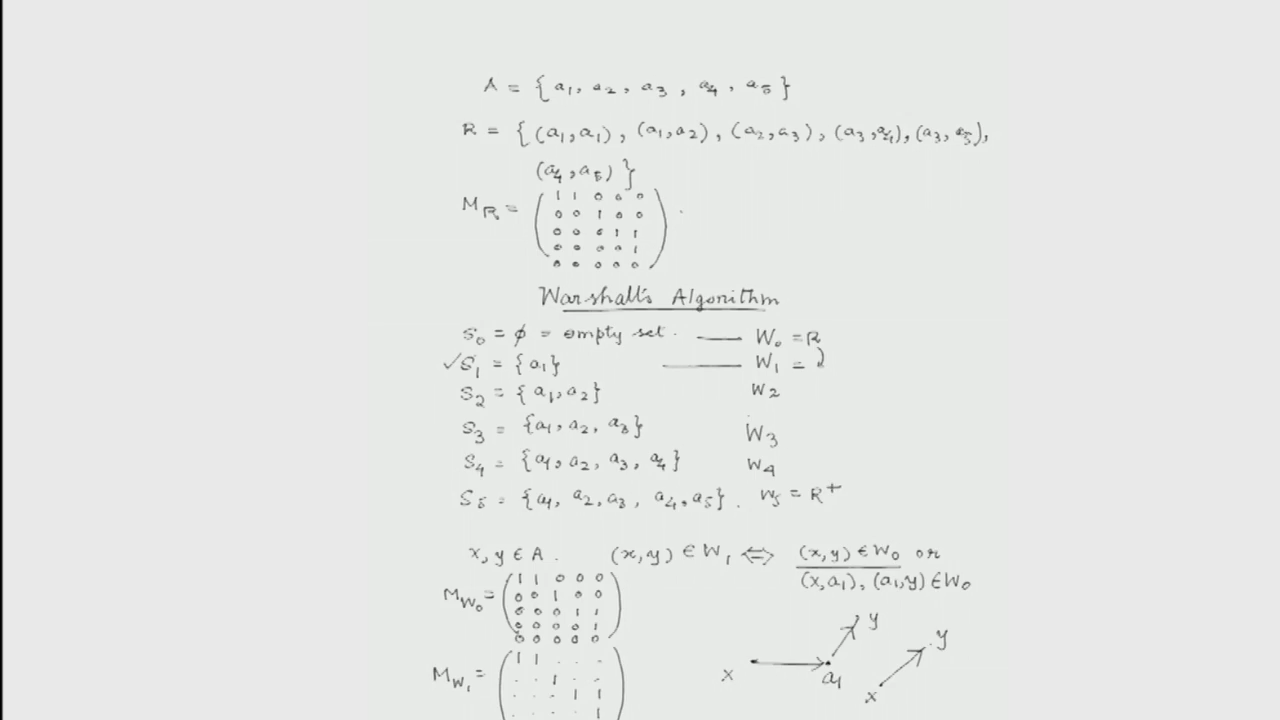 A = {a1, a2, a3, a4, a5}
R = {(a1,a1), (a1,a2), (a2,a3), (a3,a4), (a3,a5),
(a4,a5)}
MR = ( 1 1 0 0 0
0 0 1 0 0
0 0 0 1 1
0 0 0 0 1
0 0 0 0 0 )
Warshall's Algorithm
S0 = ϕ = empty set. — W0 = R
✓S1 = {a1} — W1 =
S2 = {a1,a2} W2
S3 = {a1, a2, a3} W3
S4 = {a1, a2, a3, a4} W4
S5 = {a1, a2, a3, a4, a5}. W5 = R+
x, y ∈ A. (x,y) ∈ W1 ⇔ (x,y) ∈ W0 or
(x,a1), (a1,y) ∈ W0
MW0 = ( 1 1 0 0 0
0 0 1 0 0
0 0 0 1 1
0 0 0 0 1
0 0 0 0 0 )
MW1 = ( 1 1 . . .
. . 1 . .
. . . 1 1
. . . . 1
x a1 y
x y